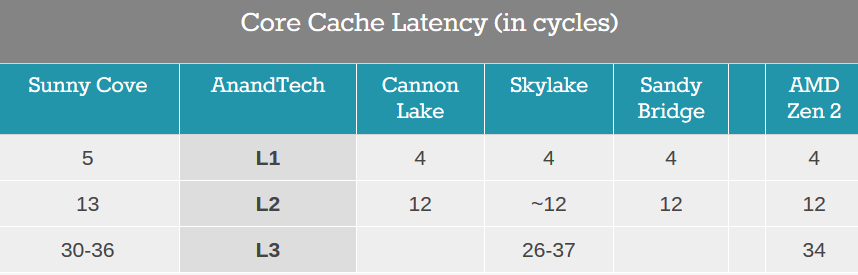 Core Cache Latency (in cycles)
Sunny Cove AnandTech Cannon Lake Skylake Sandy Bridge AMD Zen 2
5 L1 4 4 4 4
13 L2 12 ~12 12 12
30-36 L3 26-37 34